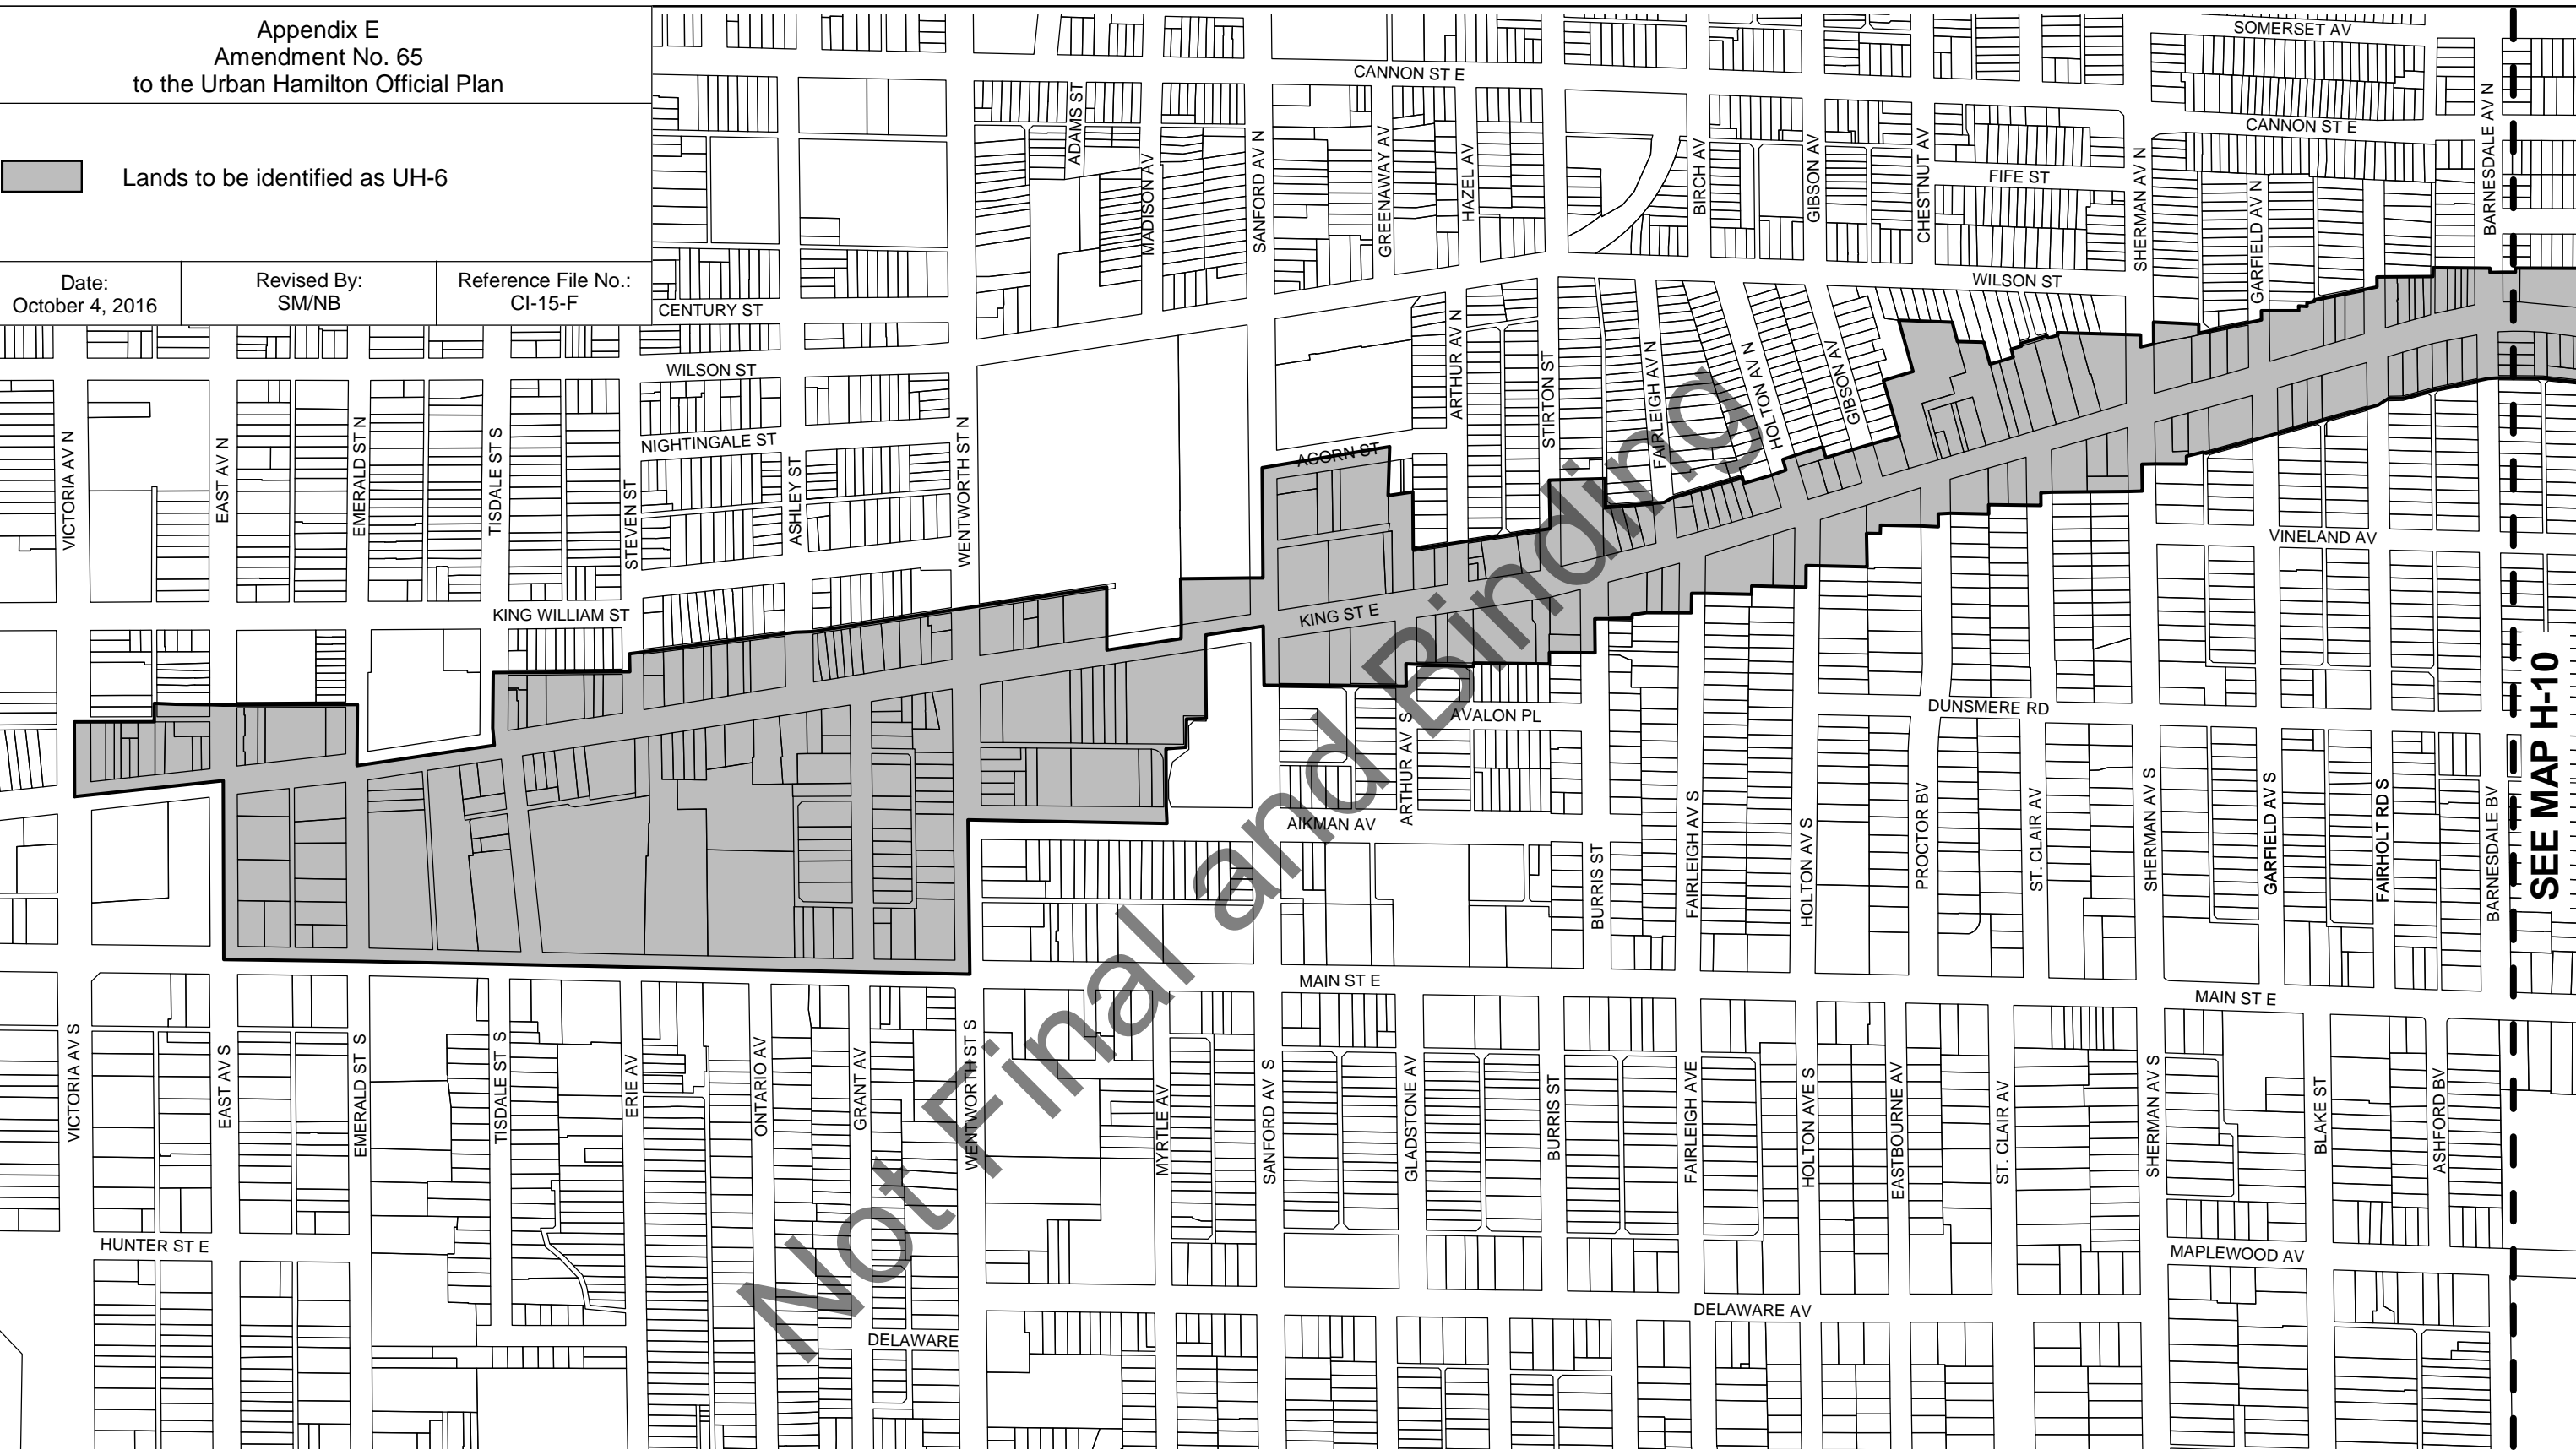 Appendix E
Amendment No. 65
to the Urban Hamilton Official Plan
Lands to be identified as UH-6
Date:
October 4, 2016
Revised By:
SM/NB
Reference File No.:
CI-15-F
SOMERSET AV
CANNON ST E
CANNON ST E
ADAMS ST
MADISON AV
SANFORD AV N
GREENAWAY AV
HAZEL AV
BIRCH AV
GIBSON AV
CHESTNUT AV
FIFE ST
SHERMAN AV N
GARFIELD AV N
BARNESDALE AV N
WILSON ST
CENTURY ST
WILSON ST
NIGHTINGALE ST
VICTORIA AV N
EAST AV N
EMERALD ST N
TISDALE ST S
STEVEN ST
ASHLEY ST
WENTWORTH ST N
ACORN ST
ARTHUR AV N
STIRTON ST
FAIRLEIGH AV N
HOLTON AV N
GIBSON AV
KING WILLIAM ST
KING ST E
VINELAND AV
AVALON PL
DUNSMERE RD
SEE MAP H-10
AIKMAN AV
ARTHUR AV S
BURRIS ST
FAIRLEIGH AV S
HOLTON AV S
PROCTOR BV
ST. CLAIR AV
SHERMAN AV S
GARFIELD AV S
FAIRHOLT RD S
BARNESDALE BV
MAIN ST E
MAIN ST E
VICTORIA AV S
EAST AV S
EMERALD ST S
TISDALE ST S
ERIE AV
ONTARIO AV
GRANT AV
WENTWORTH ST S
MYRTLE AV
SANFORD AV S
GLADSTONE AV
BURRIS ST
FAIRLEIGH AVE
HOLTON AVE S
EASTBOURNE AV
ST. CLAIR AV
SHERMAN AV S
BLAKE ST
ASHFORD BV
HUNTER ST E
MAPLEWOOD AV
DELAWARE AV
DELAWARE
Not Final and Binding